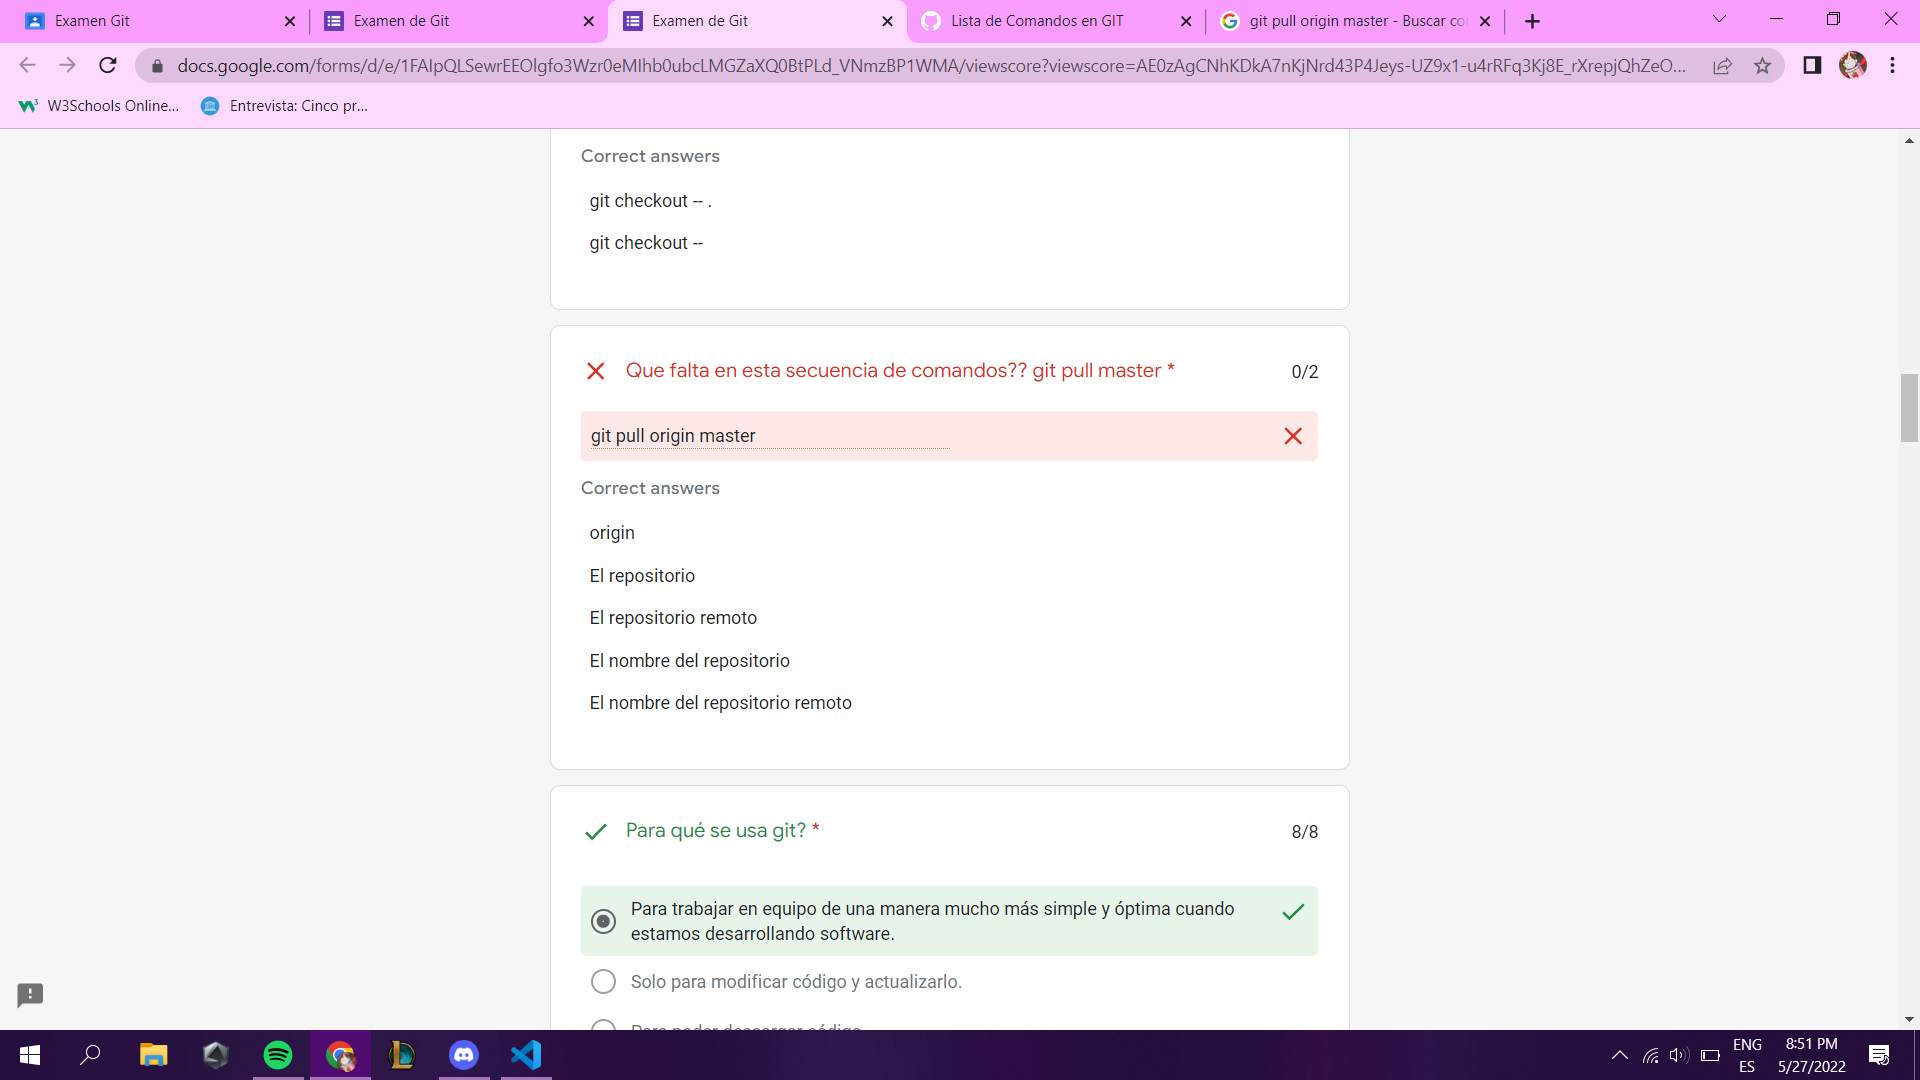 Examen Git
Examen de Git
Examen de Git
Lista de Comandos en GIT
git pull origin master - Buscar co
docs.google.com/forms/d/e/1FAIpQLSewrEEOlgfo3Wzr0eMIhb0ubcLMGZaXQ0BtPLd_VNmzBP1WMA/viewscore?viewscore=AE0zAgCNhKDkA7nKjNrd43P4Jeys-UZ9x1-u4rRFq3Kj8E_rXrepjQhZeO...
W3Schools Online...
Entrevista: Cinco pr...
Correct answers
git checkout -- .
git checkout --
Que falta en esta secuencia de comandos?? git pull master *
0/2
git pull origin master
Correct answers
origin
El repositorio
El repositorio remoto
El nombre del repositorio
El nombre del repositorio remoto
Para qué se usa git? *
8/8
Para trabajar en equipo de una manera mucho más simple y óptima cuando
estamos desarrollando software.
Solo para modificar código y actualizarlo.
Para poder descargar código
ENG
ES
8:51 PM
5/27/2022